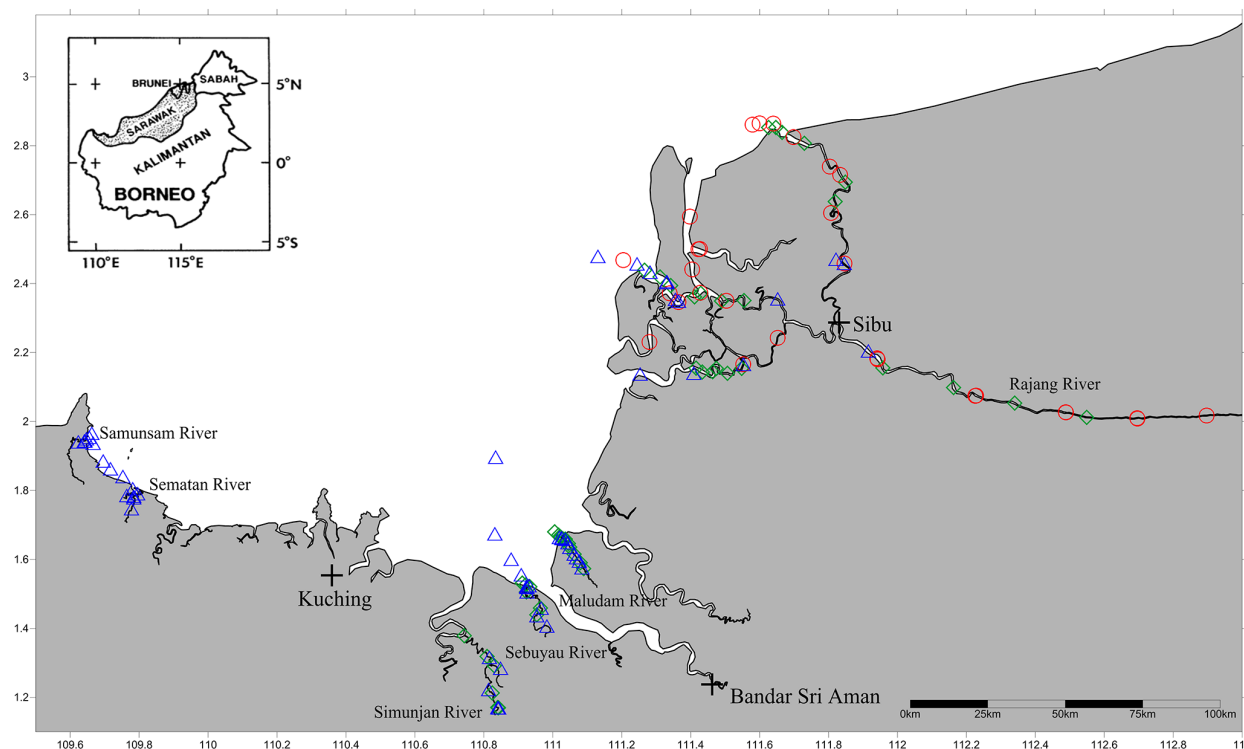 3
2.8
2.6
2.4
2.2
2
1.8
1.6
1.4
1.2
BRUNEI
SABAH
5°N
SARAWAK
KALIMANTAN
0°
BORNEO
5°S
110°E
115°E
Sibu
Rajang River
Samunsam River
Sematan River
Kuching
Maludam River
Sebuyau River
Simunjan River
Bandar Sri Aman
0km 25km 50km 75km 100km
109.6 109.8 110 110.2 110.4 110.6 110.8 111 111.2 111.4 111.6 111.8 112 112.2 112.4 112.6 112.8